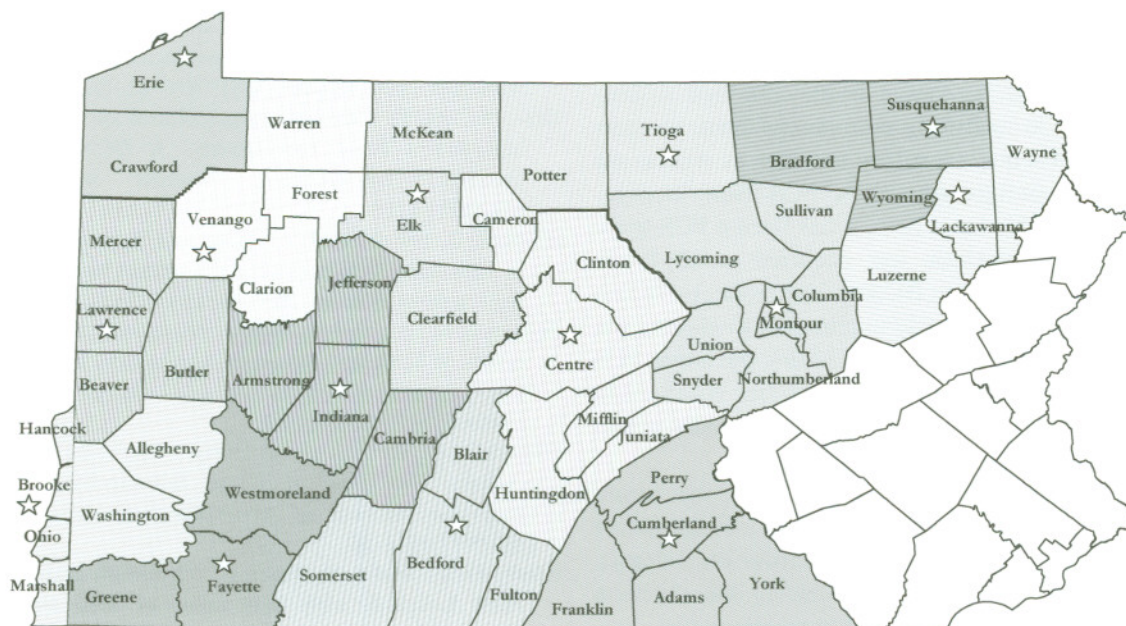 Erie
Warren
McKean
Tioga
Susquehanna
Crawford
Potter
Bradford
Wayne
Forest
Venango
Elk
Cameron
Sullivan
Wyoming
Lackawanna
Mercer
Clinton
Lycoming
Luzerne
Clarion
Jefferson
Lawrence
Clearfield
Columbia
Montour
Union
Centre
Butler
Armstrong
Beaver
Snyder
Northumberland
Indiana
Hancock
Allegheny
Cambria
Mifflin
Juniata
Blair
Perry
Brooke
Westmoreland
Huntingdon
Washington
Cumberland
Ohio
Bedford
Marshall
Fayette
Somerset
Greene
Fulton
Franklin
Adams
York